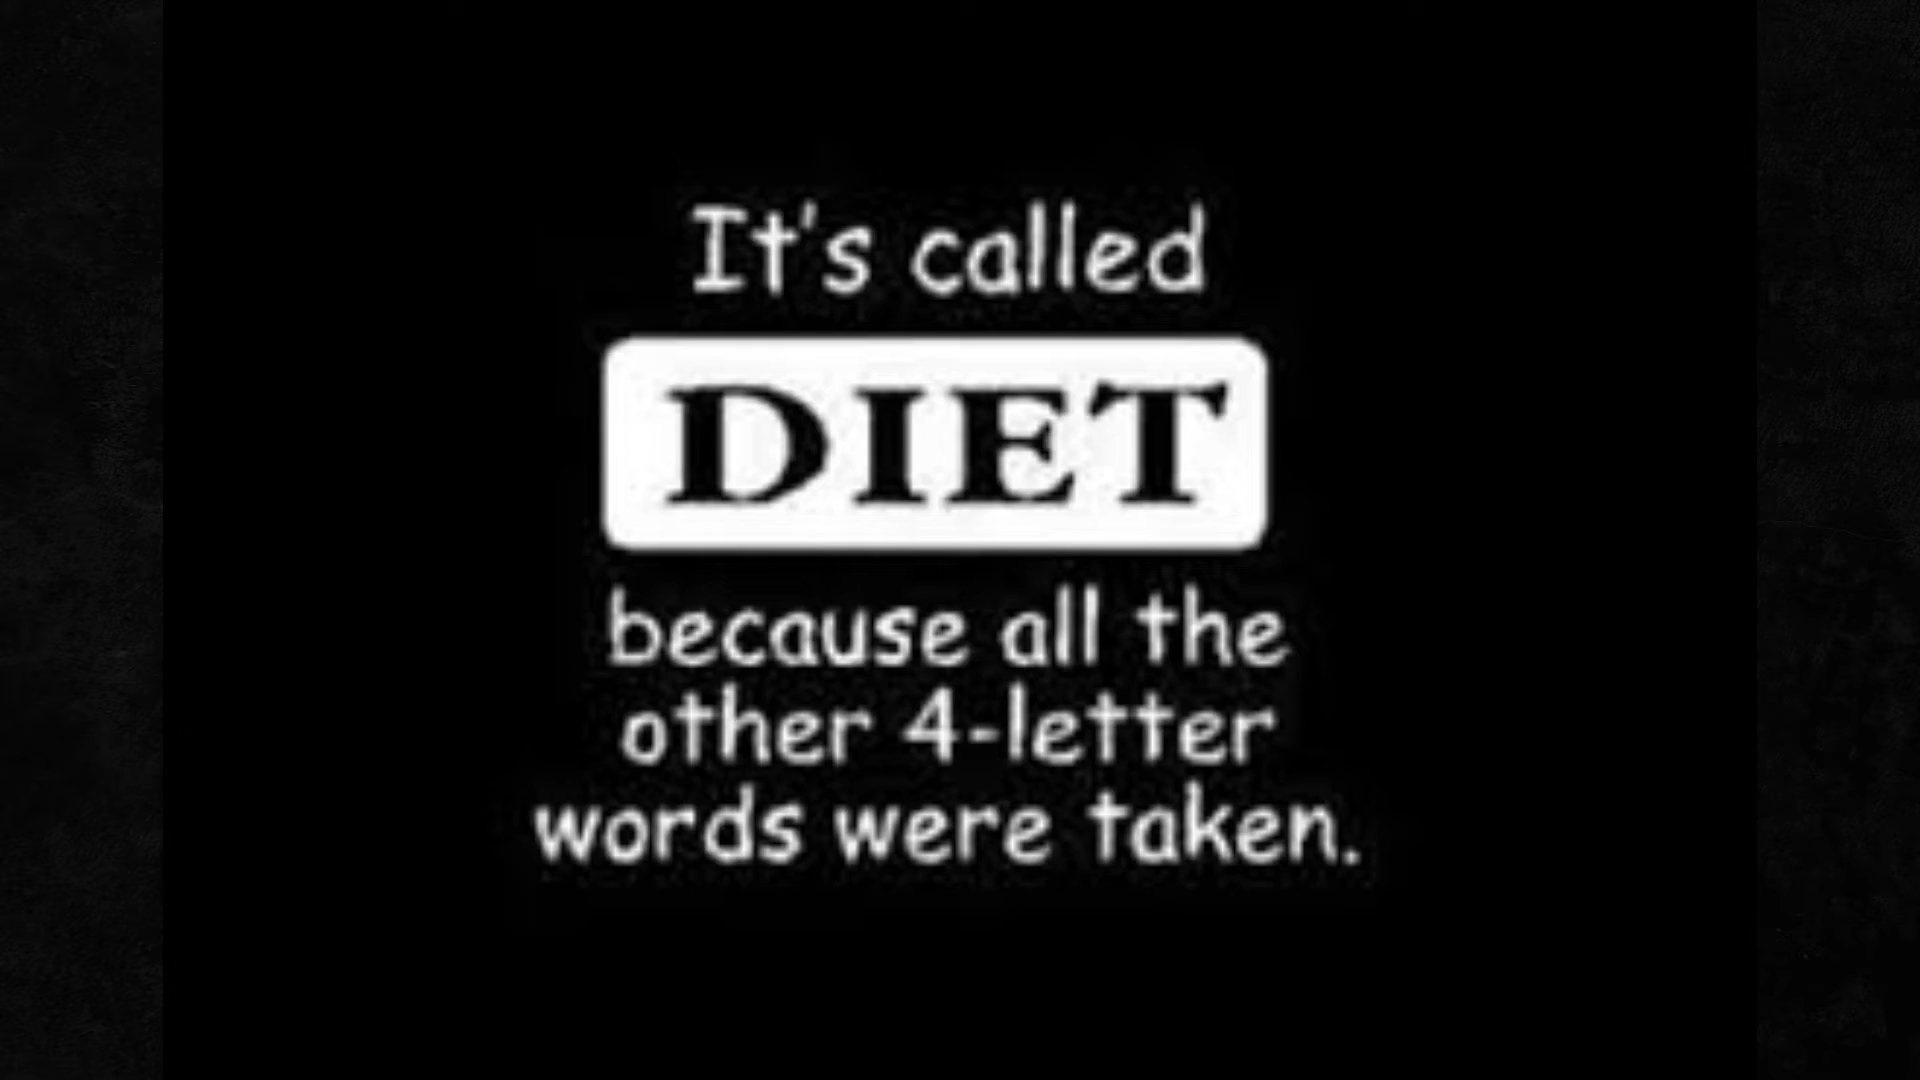 It's called
DIET
because all the
other 4-letter
words were taken.